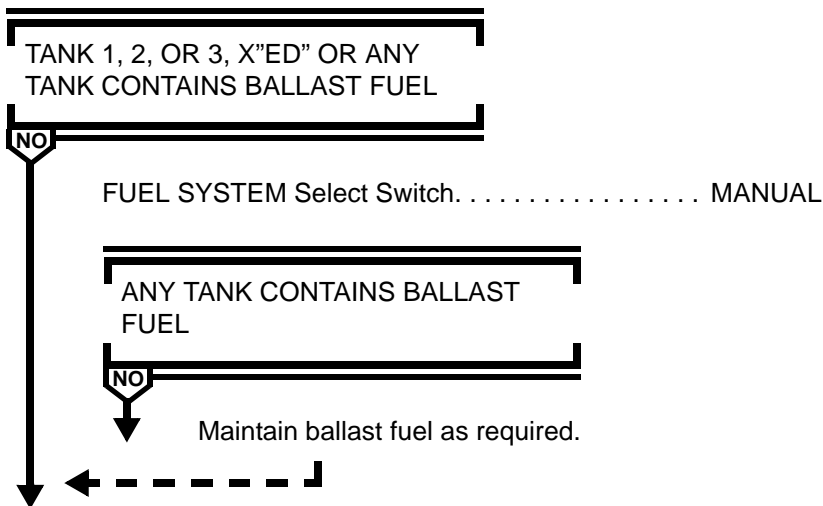 TANK 1, 2, OR 3, X”ED” OR ANY
TANK CONTAINS BALLAST FUEL
NO
FUEL SYSTEM Select Switch. . . . . . . . . . . . . . . . . MANUAL
ANY TANK CONTAINS BALLAST
FUEL
NO
Maintain ballast fuel as required.